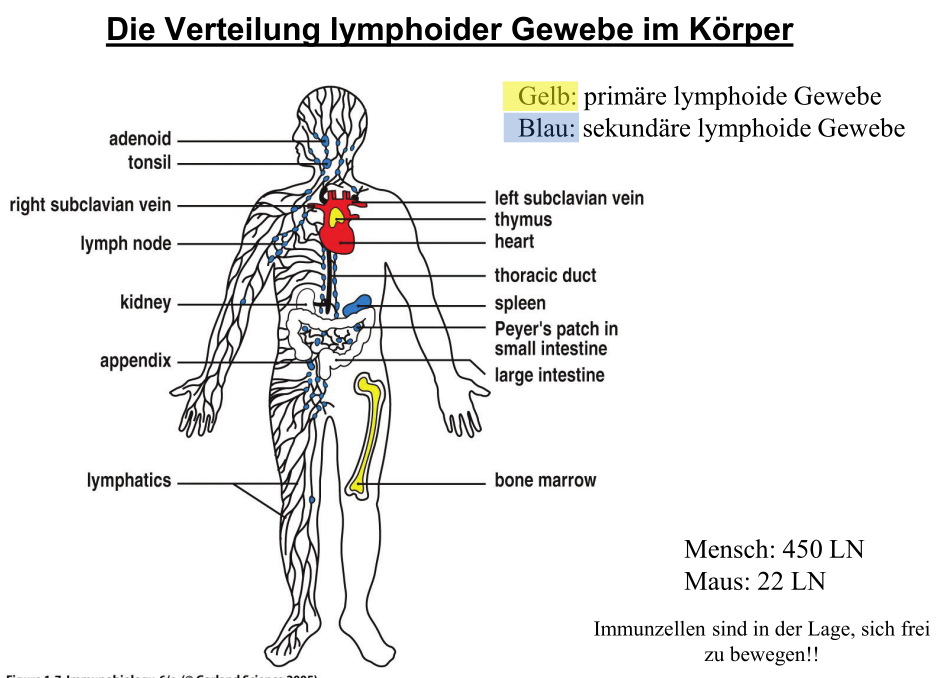 Die Verteilung lymphoider Gewebe im Körper
Gelb: primäre lymphoide Gewebe
Blau: sekundäre lymphoide Gewebe
adenoid
tonsil
right subclavian vein
lymph node
kidney
appendix
lymphatics
left subclavian vein
thymus
heart
thoracic duct
spleen
Peyer's patch in
small intestine
large intestine
bone marrow
Mensch: 450 LN
Maus: 22 LN
Immunzellen sind in der Lage, sich frei
zu bewegen!!
Figure 1-7 Immunobiology, 6/e. (© Garland Science 2005)